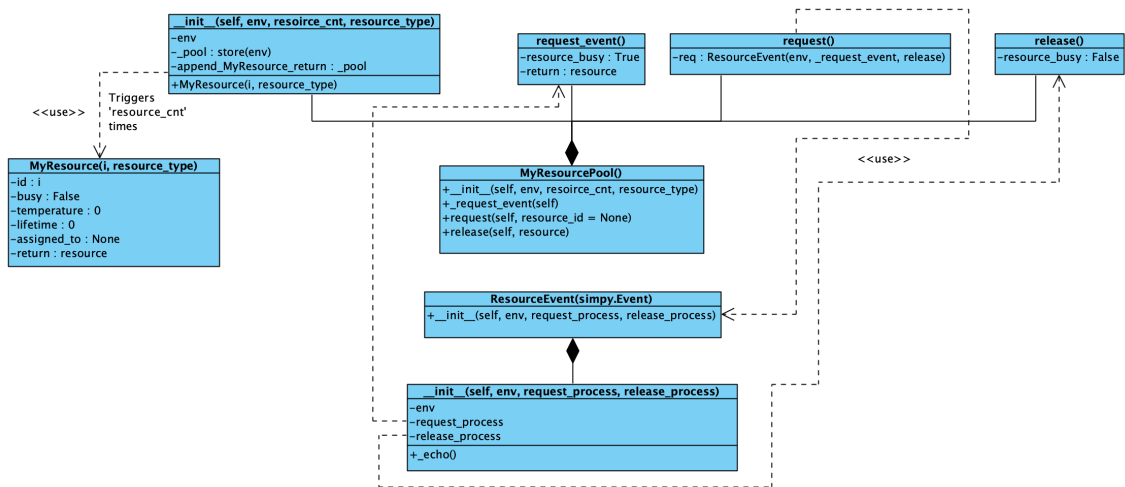 __init__(self, env, resoirce_cnt, resource_type)
-env
-_pool : store(env)
-append_MyResource_return : _pool
+MyResource(i, resource_type)
request_event()
-resource_busy : True
-return : resource
request()
-req : ResourceEvent(env, _request_event, release)
release()
-resource_busy : False
<<use>>
Triggers
'resource_cnt'
times
MyResource(i, resource_type)
-id : i
-busy : False
-temperature : 0
-lifetime : 0
-assigned_to : None
-return : resource
MyResourcePool()
+__init__(self, env, resoirce_cnt, resource_type)
+_request_event(self)
+request(self, resource_id = None)
+release(self, resource)
<<use>>
ResourceEvent(simpy.Event)
+__init__(self, env, request_process, release_process)
__init__(self, env, request_process, release_process)
-env
-request_process
-release_process
+_echo()